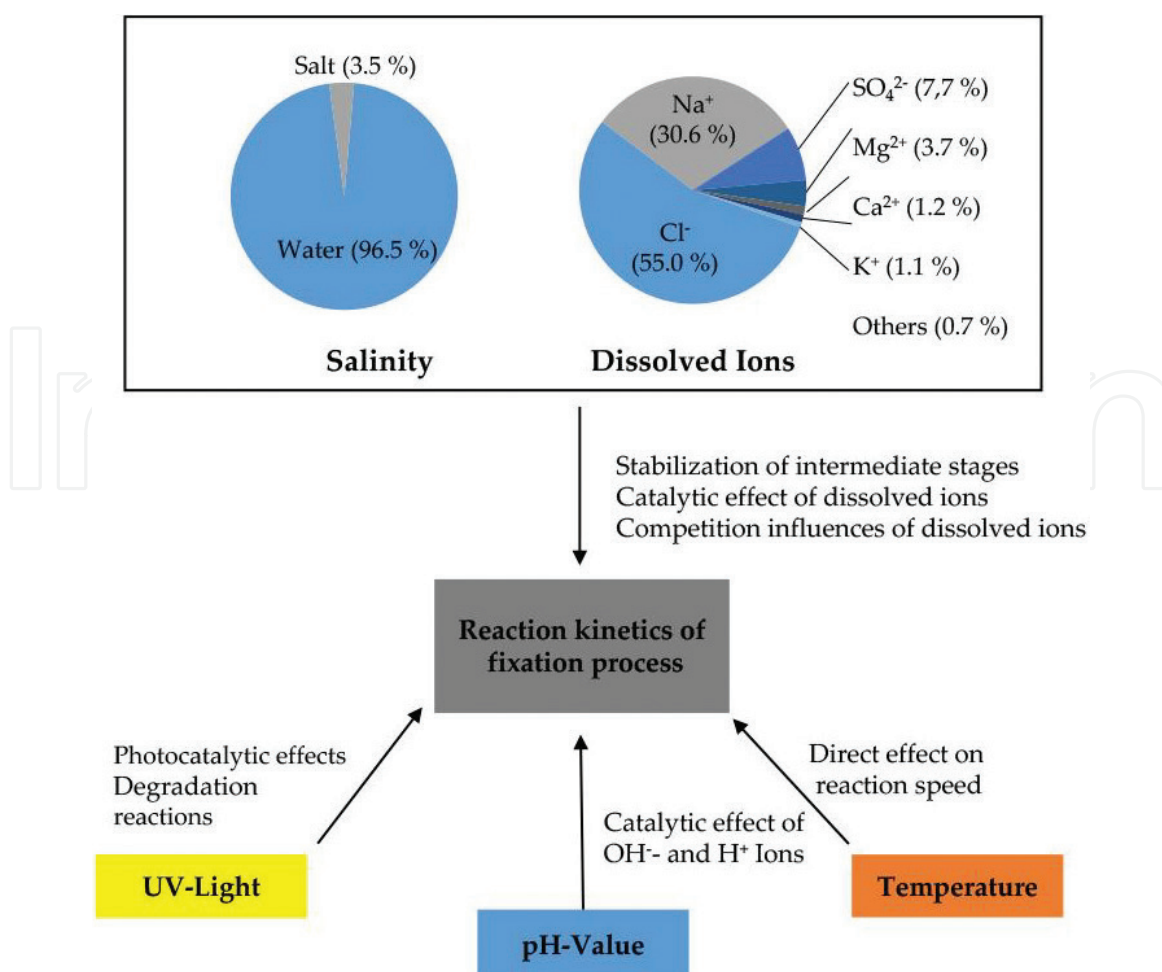 Salt (3.5 %)
Water (96.5 %)
Salinity
Na⁺
(30.6 %)
Cl⁻
(55.0 %)
SO₄²⁻ (7,7 %)
Mg²⁺ (3.7 %)
Ca²⁺ (1.2 %)
K⁺ (1.1 %)
Others (0.7 %)
Dissolved Ions
Stabilization of intermediate stages
Catalytic effect of dissolved ions
Competition influences of dissolved ions
Reaction kinetics of
fixation process
Photocatalytic effects
Degradation
reactions
Direct effect on
reaction speed
Catalytic effect of
OH⁻- and H⁺ Ions
UV-Light
pH-Value
Temperature